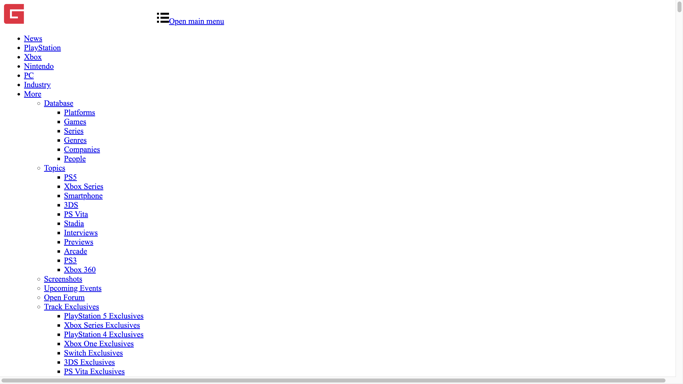 Open main menu
News
PlayStation
Xbox
Nintendo
PC
Industry
More
Database
Platforms
Games
Series
Genres
Companies
People
Topics
PS5
Xbox Series
Smartphone
3DS
PS Vita
Stadia
Interviews
Previews
Arcade
PS3
Xbox 360
Screenshots
Upcoming Events
Open Forum
Track Exclusives
PlayStation 5 Exclusives
Xbox Series Exclusives
PlayStation 4 Exclusives
Xbox One Exclusives
Switch Exclusives
3DS Exclusives
PS Vita Exclusives